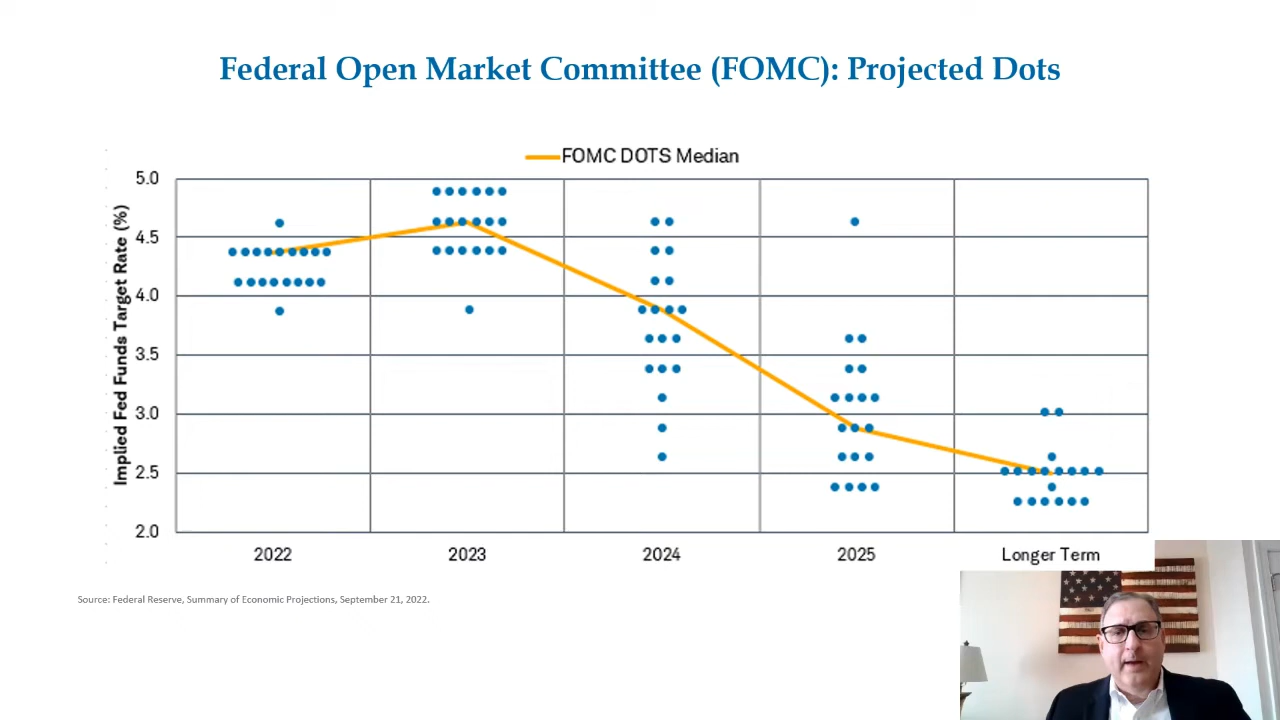 Federal Open Market Committee (FOMC): Projected Dots
FOMC DOTS Median
Implied Fed Funds Target Rate (%)
5.0
4.5
4.0
3.5
3.0
2.5
2.0
2022 2023 2024 2025 Longer Term
Source: Federal Reserve, Summary of Economic Projections, September 21, 2022.